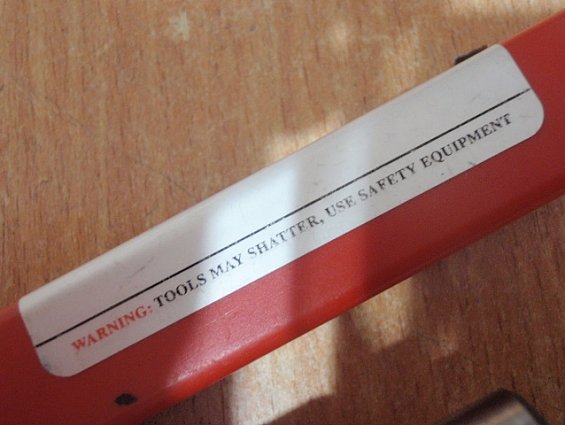 WARNING: TOOLS MAY SHATTER, USE SAFETY EQUIPMENT